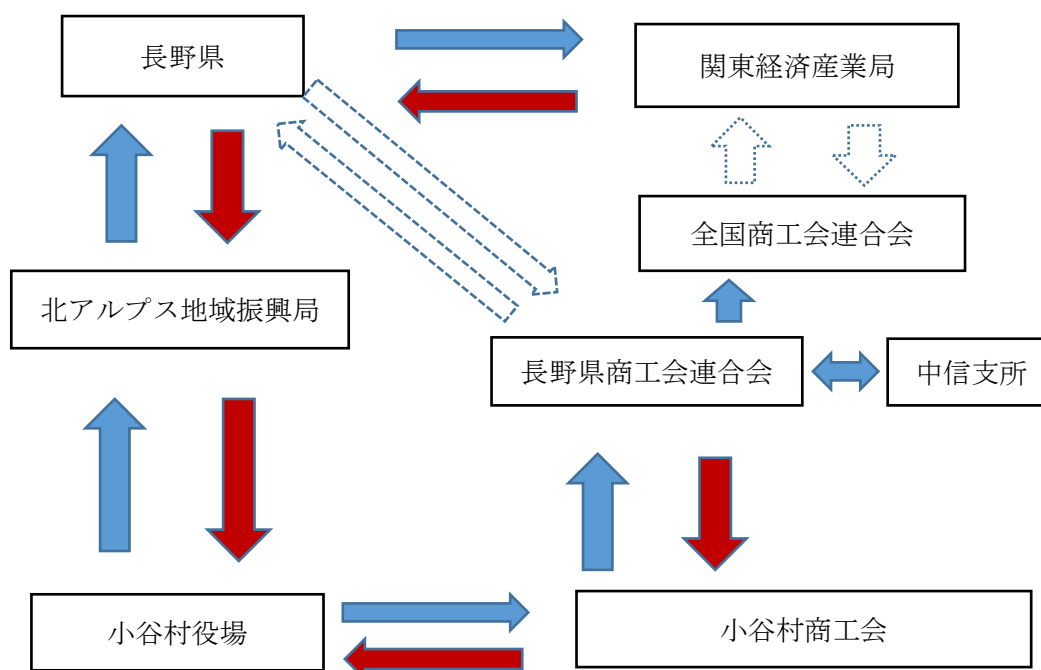 長野県
関東経済産業局
全国商工会連合会
北アルプス地域振興局
長野県商工会連合会
中信支所
小谷村役場
小谷村商工会